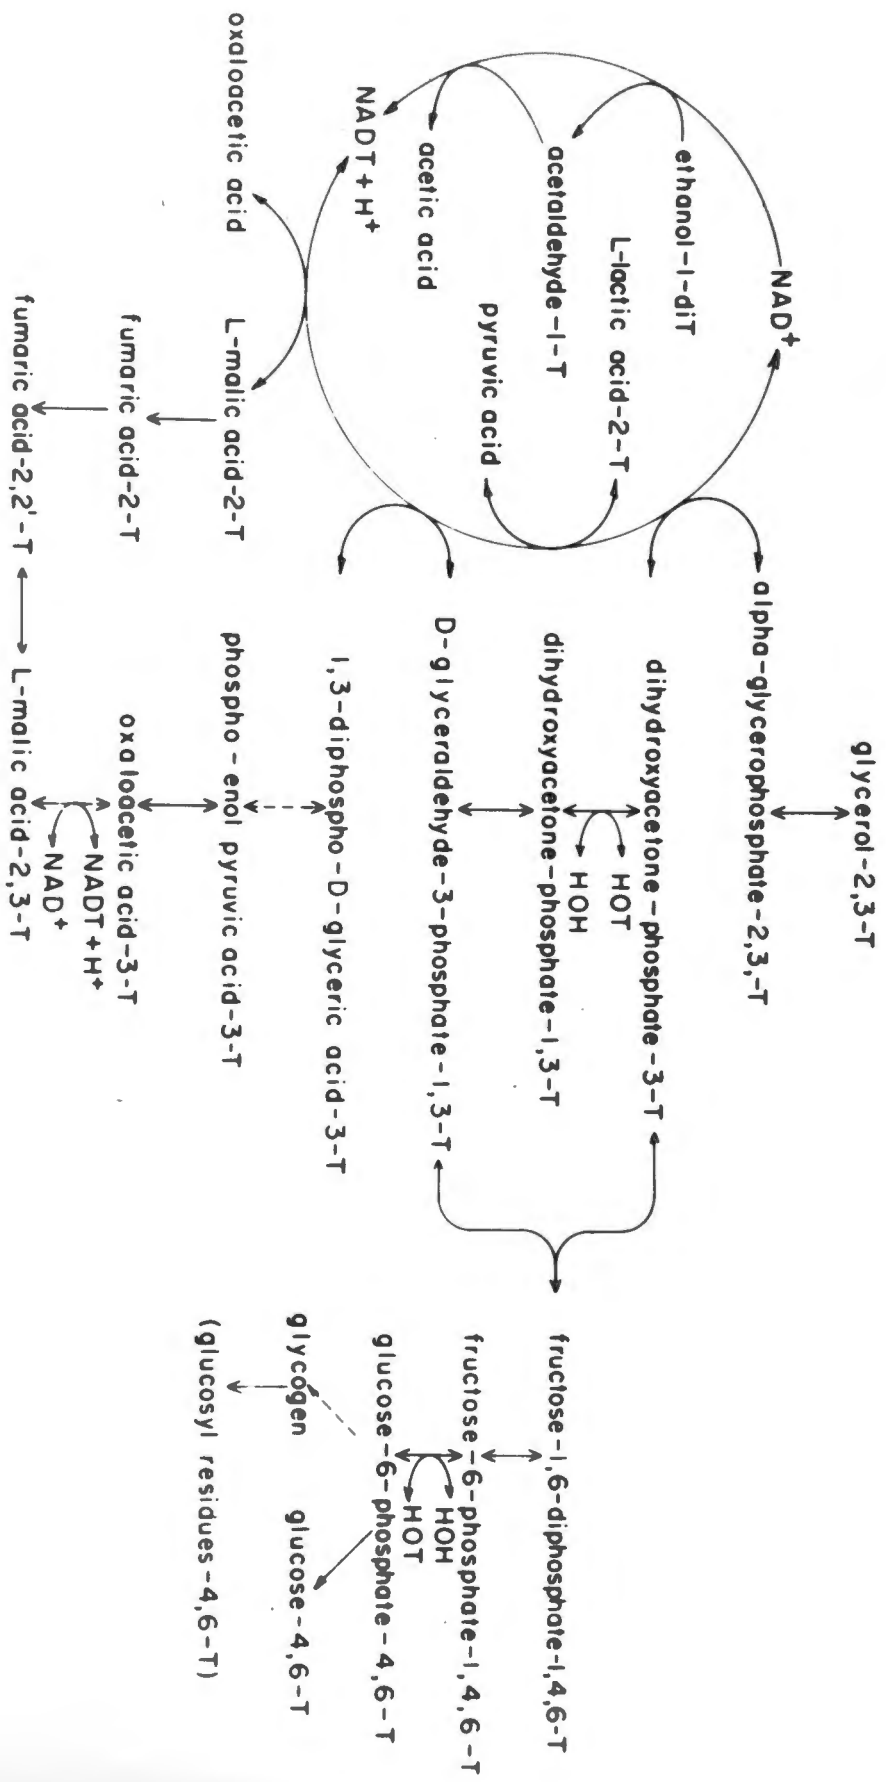 glycerol-2,3-T
NAD+
alpha-glycerophosphate-2,3,-T
ethanol-1-diT
L-lactic acid-2-T
dihydroxyacetone-phosphate-3-T
HOT
HOH
acetaldehyde-1-T
dihydroxyacetone-phosphate-1,3-T
fructose-1,6-diphosphate-1,4,6-T
pyruvic acid
acetic acid
D-glyceraldehyde-3-phosphate-1,3-T
fructose-6-phosphate-1,4,6-T
HOH
HOT
NADT + H+
1,3-diphospho-D-glyceric acid-3-T
glucose-6-phosphate-4,6-T
glycogen
glucose-4,6-T
oxaloacetic acid
L-malic acid-2-T
phospho-enol pyruvic acid-3-T
(glucosyl residues-4,6-T)
fumaric acid-2-T
oxaloacetic acid-3-T
NADT + H+
NAD+
fumaric acid-2,2'-T
L-malic acid-2,3-T